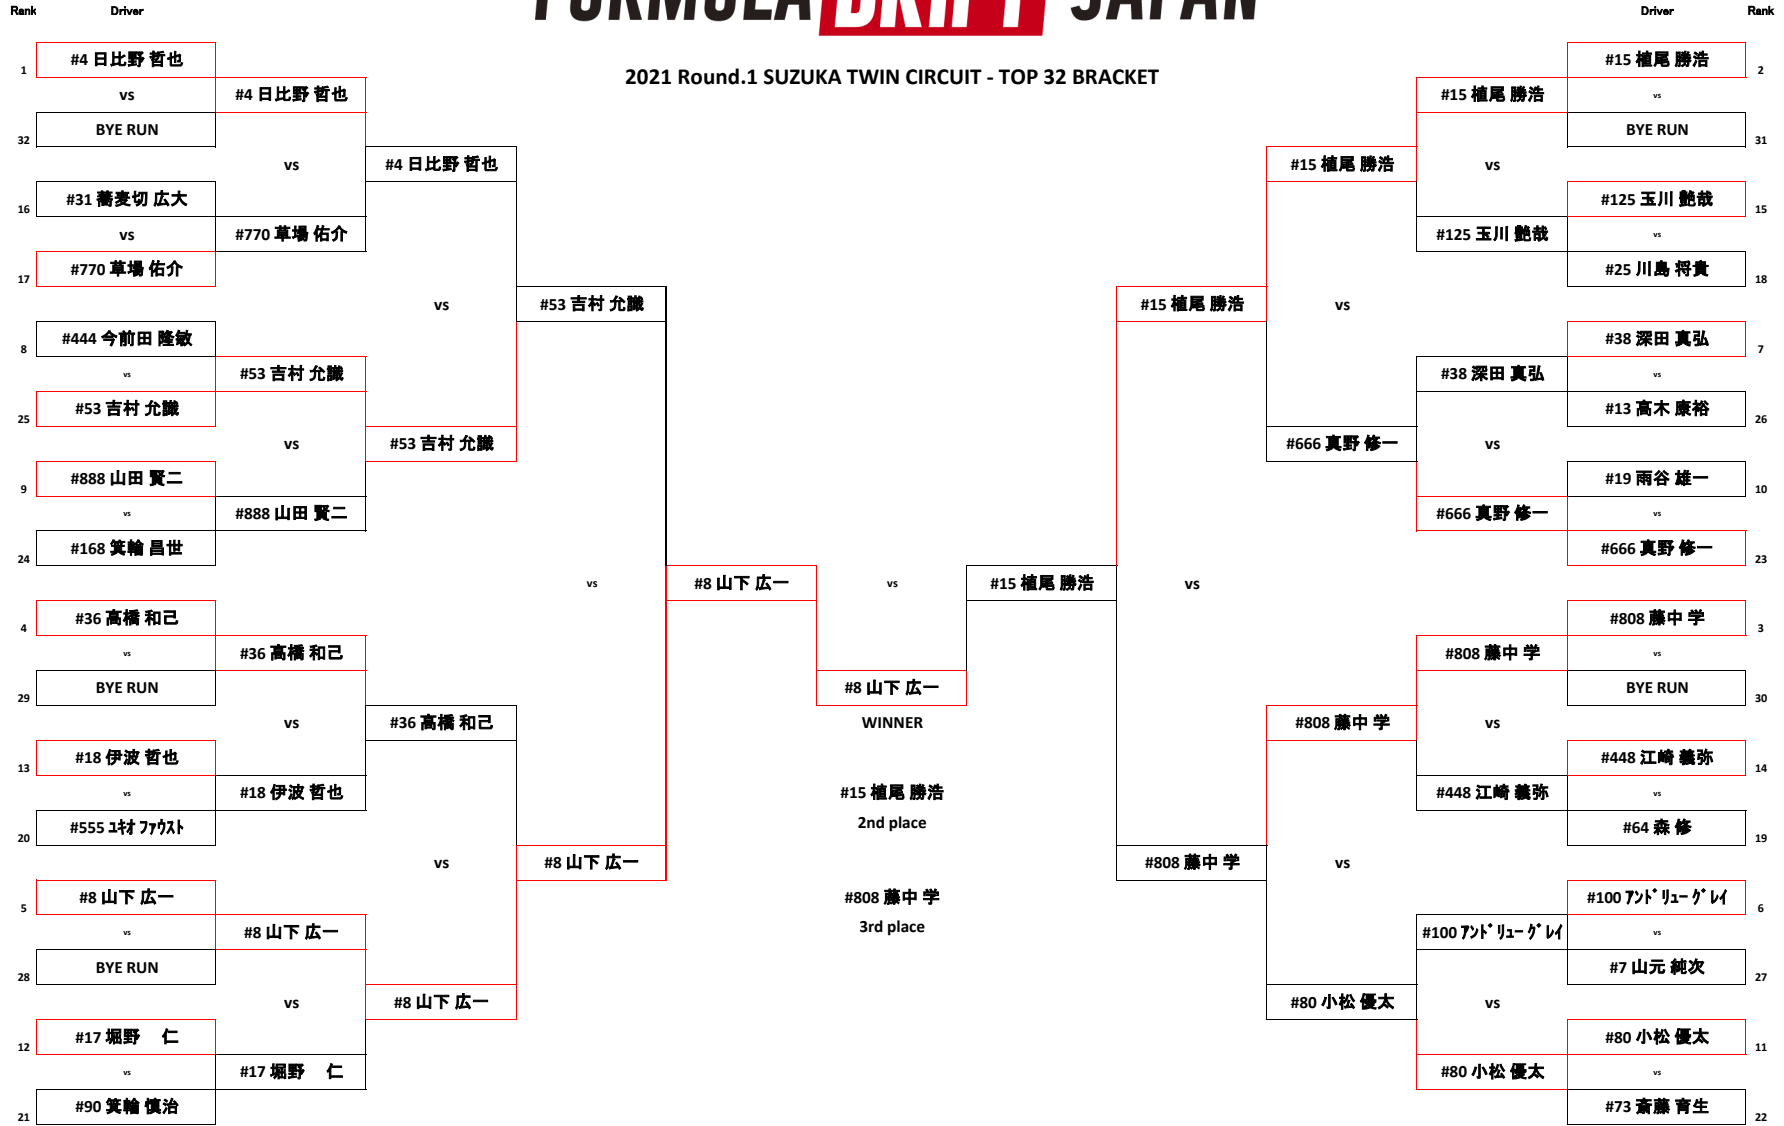 FORMULA DRIFT JAPAN
Rank Driver
Driver Rank
2021 Round.1 SUZUKA TWIN CIRCUIT - TOP 32 BRACKET
1 #4 日比野 哲也
vs
32 BYE RUN
16 #31 蕎麦切 広大
vs
17 #770 草場 佑介
8 #444 今前田 隆敏
vs
25 #53 吉村 允識
9 #888 山田 賢二
vs
24 #168 箕輪 昌世
4 #36 高橋 和己
vs
29 BYE RUN
13 #18 伊波 哲也
vs
20 #555 ユキオ ファウスト
5 #8 山下 広一
vs
28 BYE RUN
12 #17 堀野　仁
vs
21 #90 箕輪 慎治
#4 日比野 哲也
vs
#770 草場 佑介
#53 吉村 允識
vs
#888 山田 賢二
#36 高橋 和己
vs
#18 伊波 哲也
#8 山下 広一
vs
#17 堀野　仁
#4 日比野 哲也
vs
#53 吉村 允識
#36 高橋 和己
vs
#8 山下 広一
#53 吉村 允識
vs
#8 山下 広一
#8 山下 広一
vs
#15 植尾 勝浩
#8 山下 広一
WINNER
#15 植尾 勝浩
2nd place
#808 藤中 学
3rd place
#15 植尾 勝浩
vs
#808 藤中 学
#15 植尾 勝浩
vs
#666 真野 修一
#808 藤中 学
vs
#80 小松 優太
#15 植尾 勝浩
vs
#125 玉川 艶哉
#38 深田 真弘
vs
#666 真野 修一
#808 藤中 学
vs
#448 江崎 義弥
#100 アンドリュー グレイ
vs
#80 小松 優太
#15 植尾 勝浩 2
vs
BYE RUN 31
#125 玉川 艶哉 15
vs
#25 川島 将貴 18
#38 深田 真弘 7
vs
#13 高木 康裕 26
#19 雨谷 雄一 10
vs
#666 真野 修一 23
#808 藤中 学 3
vs
BYE RUN 30
#448 江崎 義弥 14
vs
#64 森 修 19
#100 アンドリュー グレイ 6
vs
#7 山元 純次 27
#80 小松 優太 11
vs
#73 斎藤 育生 22